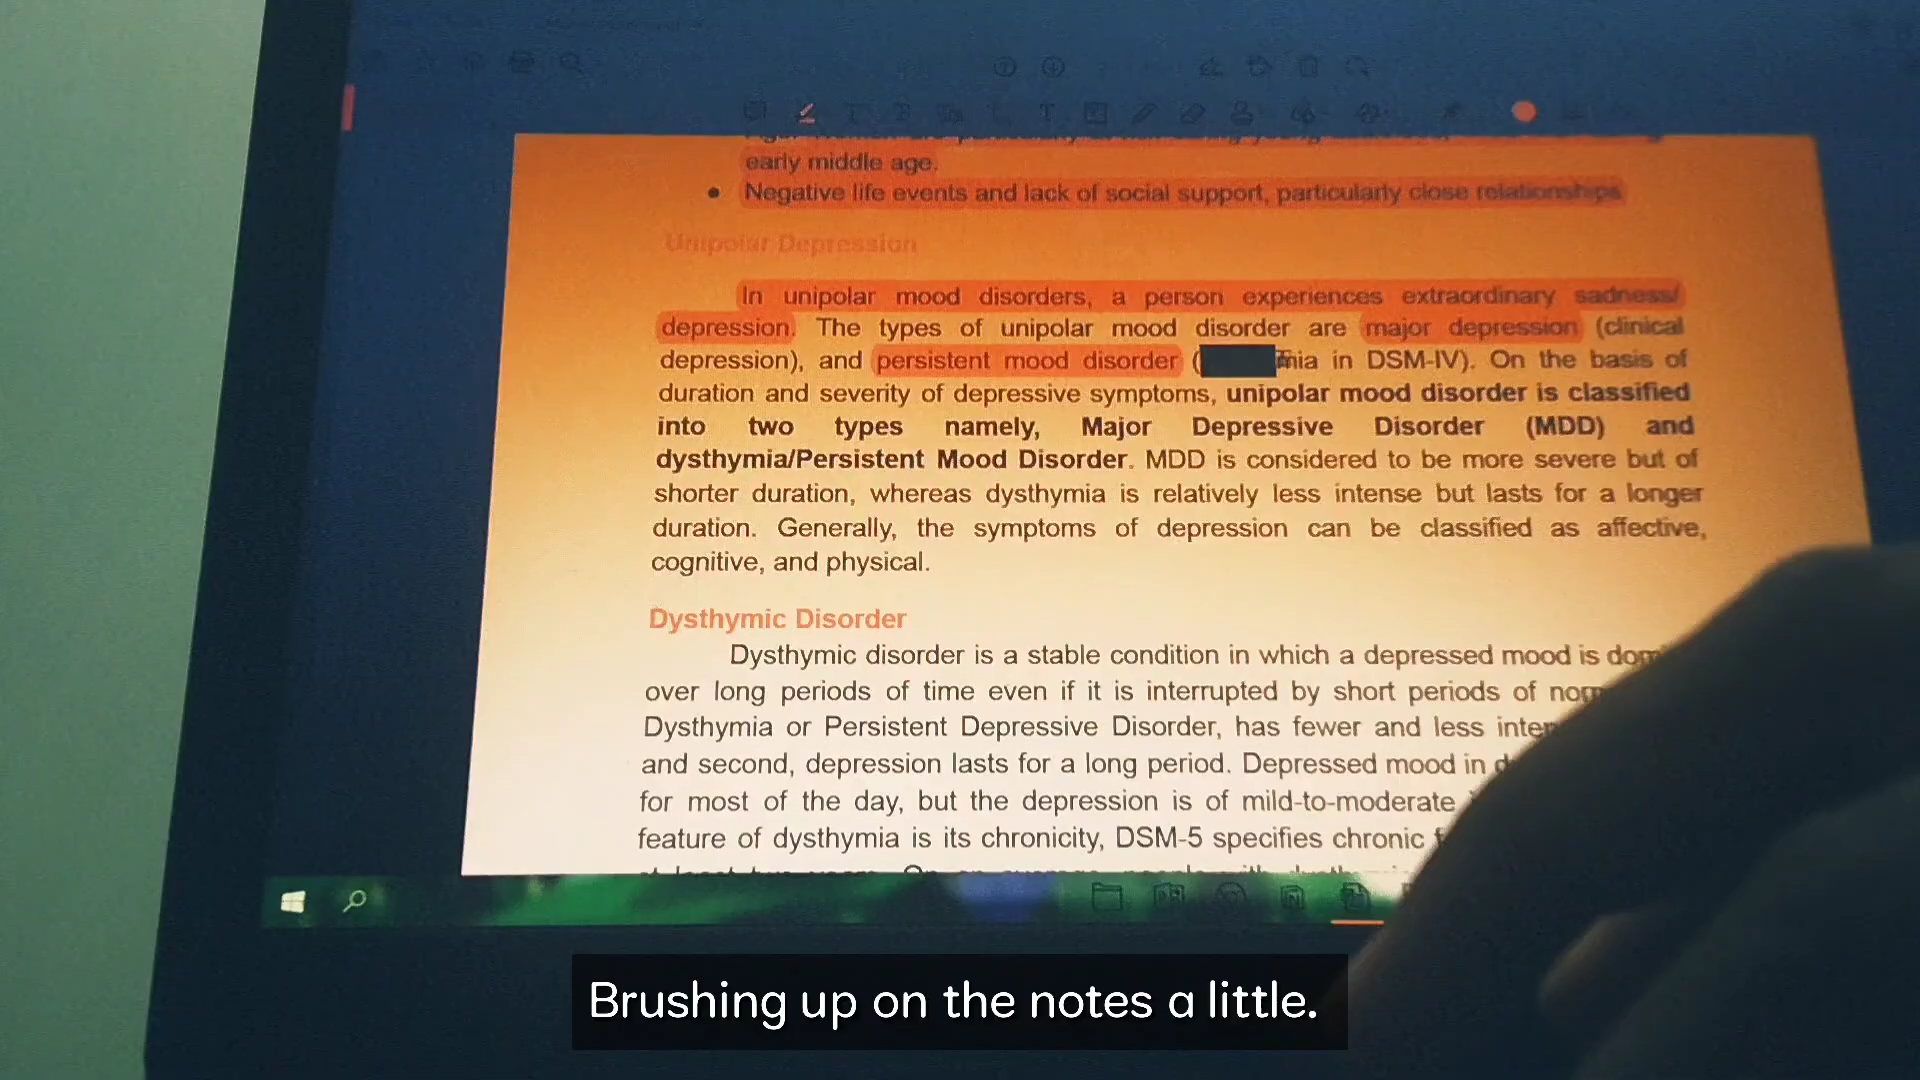 early middle age.
• Negative life events and lack of social support, particularly close relationships
Unipolar Depression
In unipolar mood disorders, a person experiences extraordinary sadness/
depression. The types of unipolar mood disorder are major depression (clinical
depression), and persistent mood disorder ( mia in DSM-IV). On the basis of
duration and severity of depressive symptoms, unipolar mood disorder is classified
into two types namely, Major Depressive Disorder (MDD) and
dysthymia/Persistent Mood Disorder. MDD is considered to be more severe but of
shorter duration, whereas dysthymia is relatively less intense but lasts for a longer
duration. Generally, the symptoms of depression can be classified as affective,
cognitive, and physical.
Dysthymic Disorder
Dysthymic disorder is a stable condition in which a depressed mood is
over long periods of time even if it is interrupted by short periods of
Dysthymia or Persistent Depressive Disorder, has fewer and less
and second, depression lasts for a long period. Depressed mood in
for most of the day, but the depression is of mild-to-moderate
feature of dysthymia is its chronicity, DSM-5 specifies chronic
Brushing up on the notes a little.